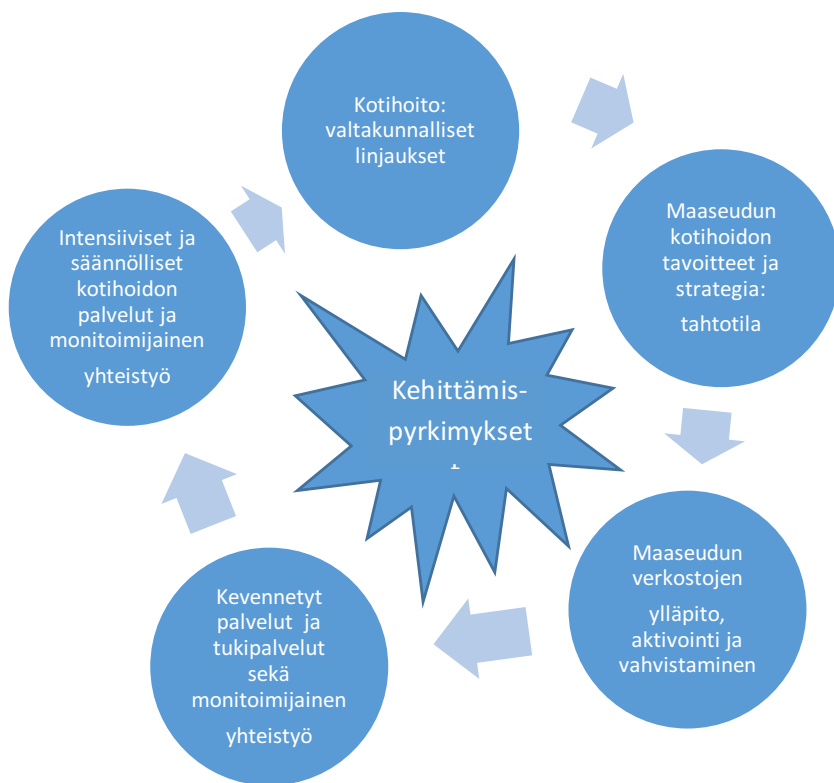 Kotihoito:
valtakunnalliset
linjaukset
Maaseudun
kotihoidon
tavoitteet ja
strategia:
tahtotila
Maaseudun
verkostojen
ylläpito,
aktivointi ja
vahvistaminen
Kevennetyt
palvelut ja
tukipalvelut
sekä
monitoimijainen
yhteistyö
Intensiiviset ja
säännölliset
kotihoidon
palvelut ja
monitoimijainen
yhteistyö
Kehittämis-
pyrkimykset